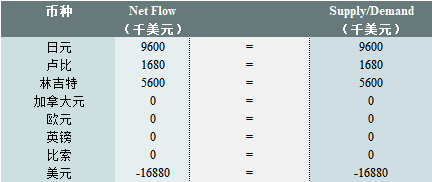 币种 Net Flow Supply/Demand
（千美元） （千美元）
日元 9600 = 9600
卢比 1680 = 1680
林吉特 5600 = 5600
加拿大元 0 = 0
欧元 0 = 0
英镑 0 = 0
比索 0 = 0
美元 -16880 = -16880